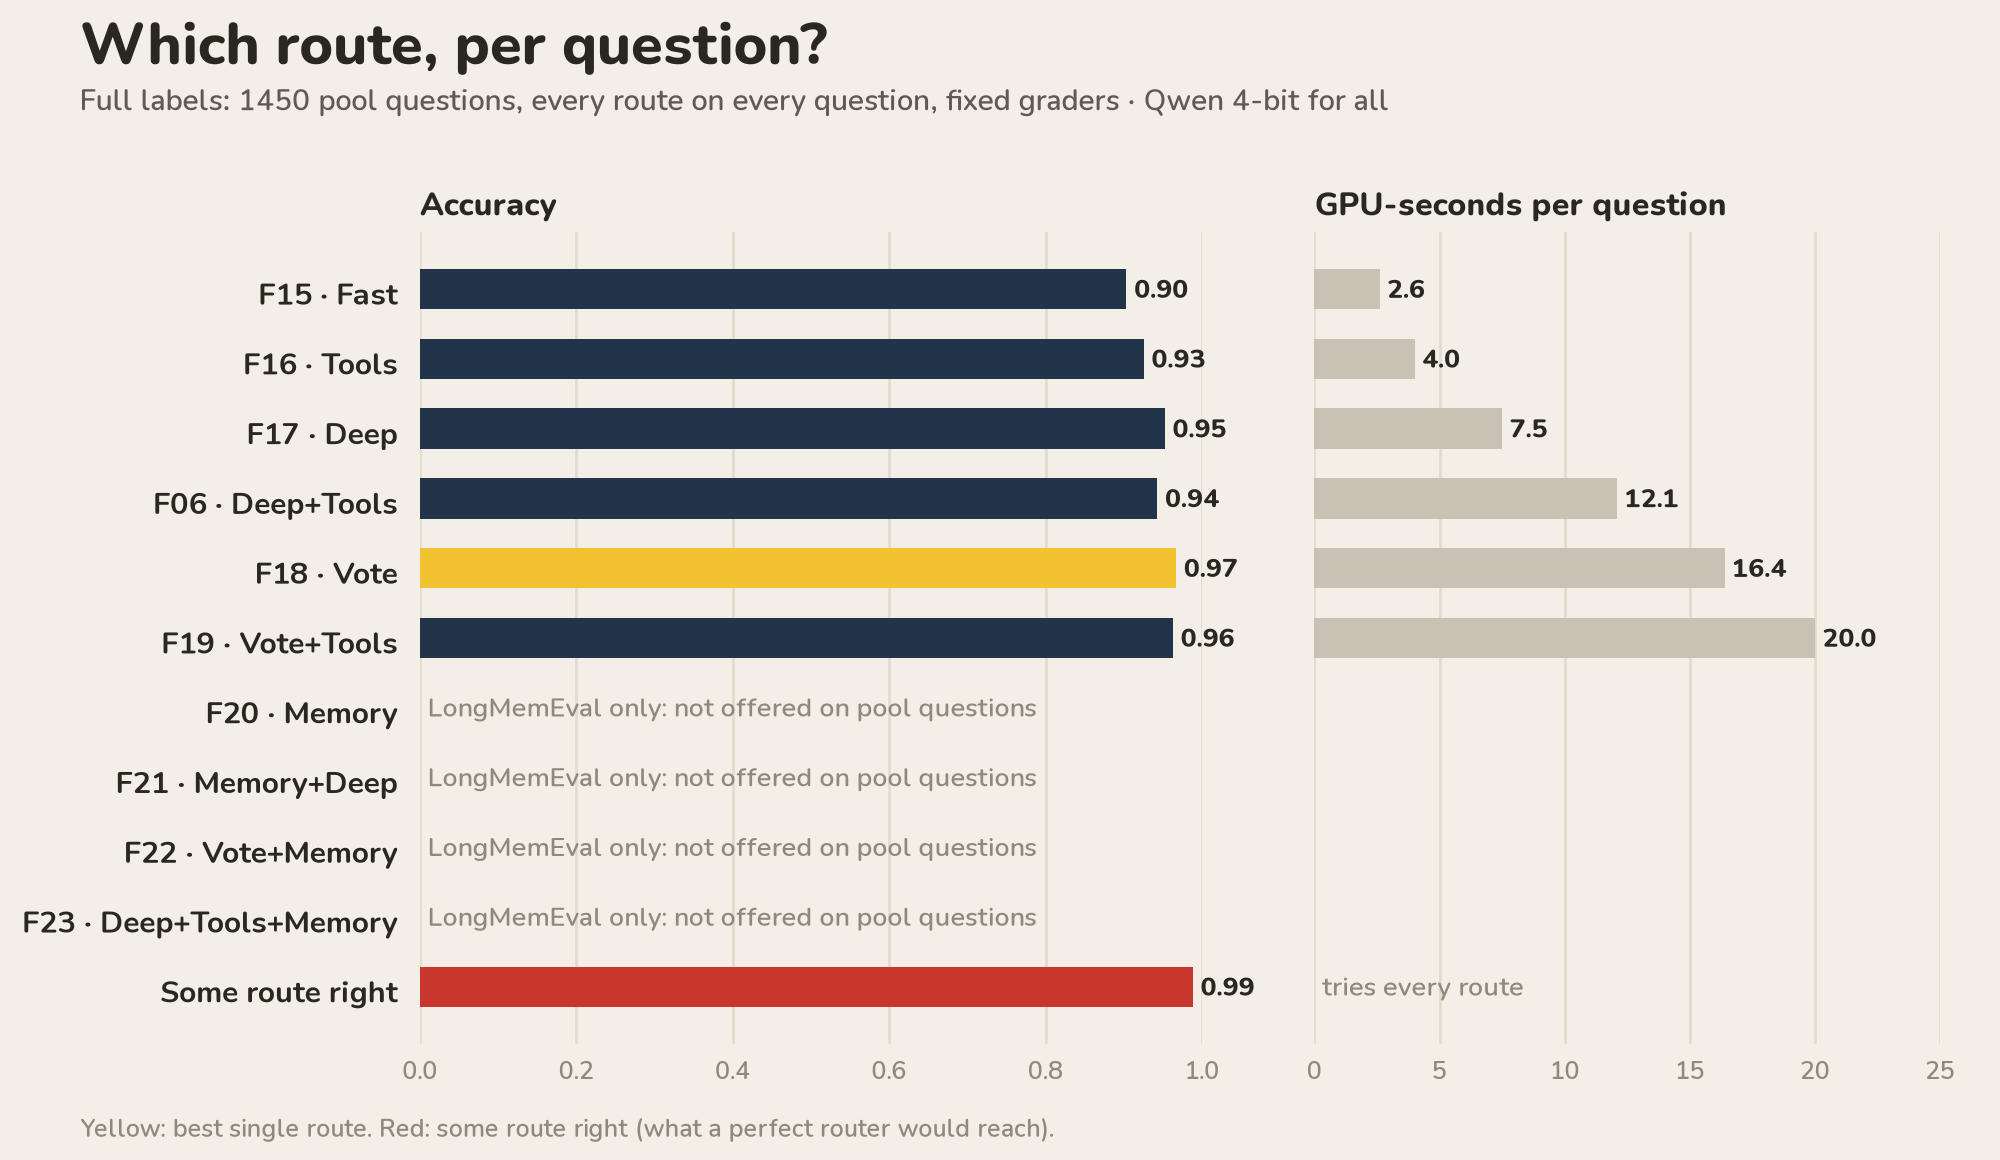 Which route, per question?
Full labels: 1450 pool questions, every route on every question, fixed graders · Qwen 4-bit for all
Accuracy
GPU-seconds per question
F15 · Fast 0.90 2.6
F16 · Tools 0.93 4.0
F17 · Deep 0.95 7.5
F06 · Deep+Tools 0.94 12.1
F18 · Vote 0.97 16.4
F19 · Vote+Tools 0.96 20.0
F20 · Memory LongMemEval only: not offered on pool questions
F21 · Memory+Deep LongMemEval only: not offered on pool questions
F22 · Vote+Memory LongMemEval only: not offered on pool questions
F23 · Deep+Tools+Memory LongMemEval only: not offered on pool questions
Some route right 0.99 tries every route
0.0 0.2 0.4 0.6 0.8 1.0 0 5 10 15 20 25
Yellow: best single route. Red: some route right (what a perfect router would reach).